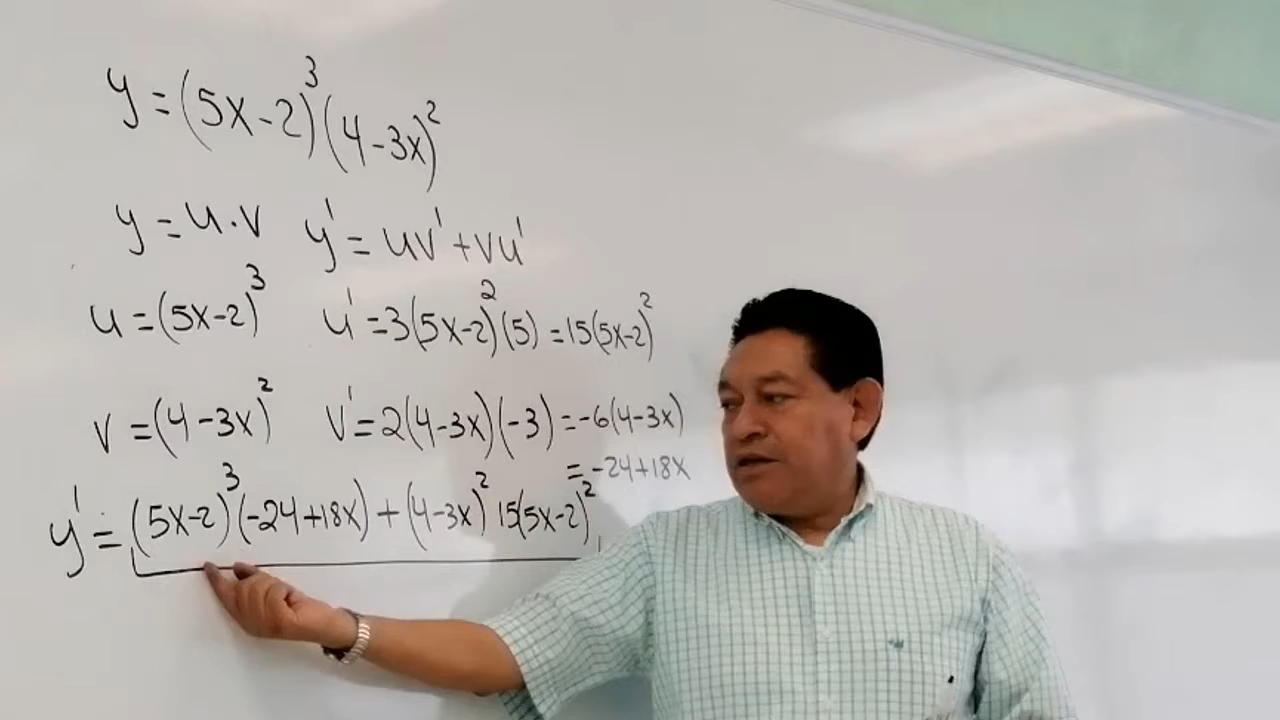 y = (5x-2)³(4-3x)²
y = u·v y' = uv' + vu'
u = (5x-2)³ u' = 3(5x-2)²(5) = 15(5x-2)²
v = (4-3x)² v' = 2(4-3x)(-3) = -6(4-3x)
= -24+18x
y' = (5x-2)³(-24+18x) + (4-3x)² 15(5x-2)²